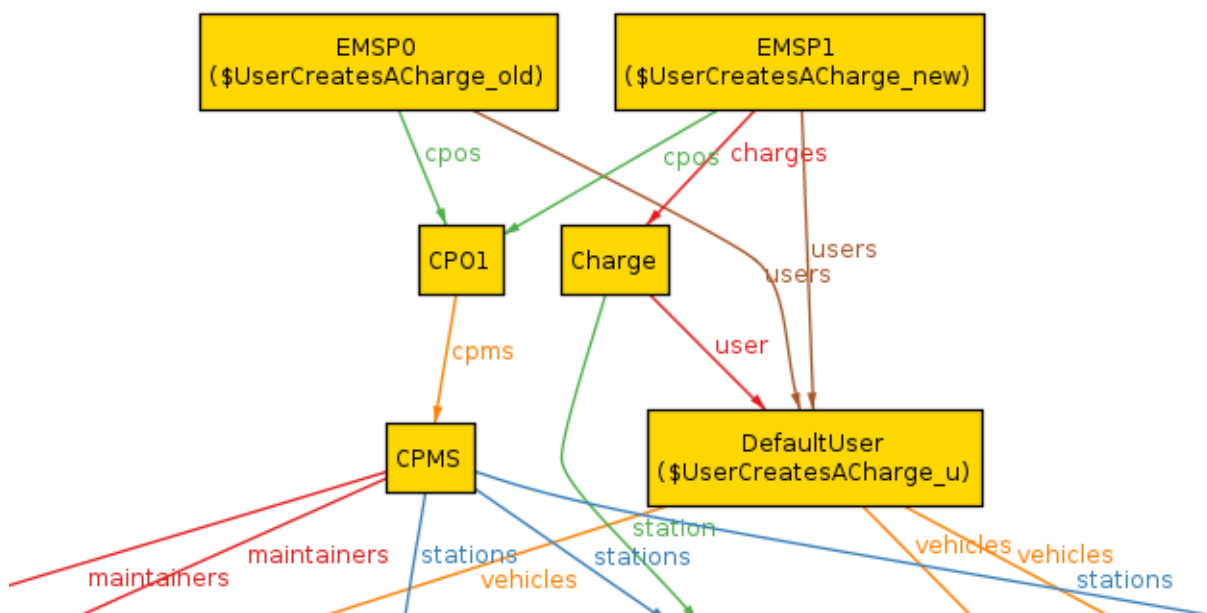 EMSP0
($UserCreatesACharge_old)
EMSP1
($UserCreatesACharge_new)
cpos
cpos
charges
users
users
CPO1
Charge
cpms
user
CPMS
DefaultUser
($UserCreatesACharge_u)
maintainers
maintainers
stations
vehicles
stations
station
vehicles
vehicles
stations